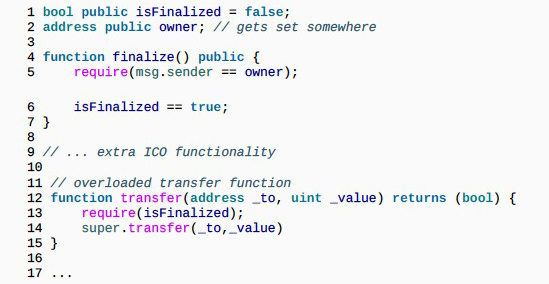 1 bool public isFinalized = false;
2 address public owner; // gets set somewhere
3
4 function finalize() public {
5     require(msg.sender == owner);
6     isFinalized == true;
7 }
8
9 // ... extra ICO functionality
10
11 // overloaded transfer function
12 function transfer(address _to, uint _value) returns (bool) {
13     require(isFinalized);
14     super.transfer(_to,_value)
15 }
16
17 ...